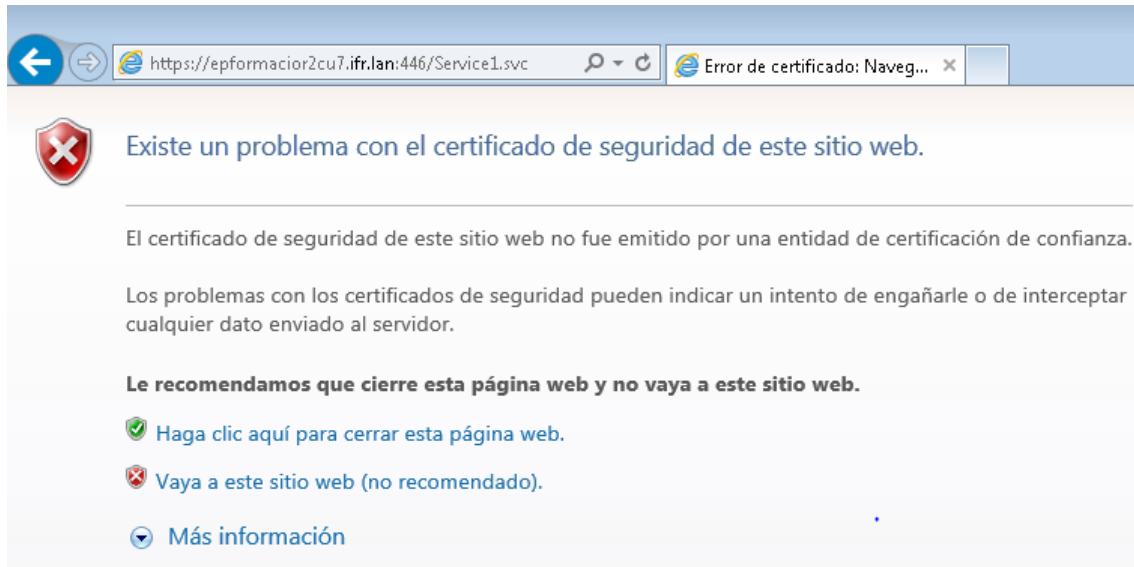 https://epformacior2cu7.ifr.lan:446/Service1.svc
Error de certificado: Naveg...
Existe un problema con el certificado de seguridad de este sitio web.
El certificado de seguridad de este sitio web no fue emitido por una entidad de certificación de confianza.
Los problemas con los certificados de seguridad pueden indicar un intento de engañarle o de interceptar
cualquier dato enviado al servidor.
Le recomendamos que cierre esta página web y no vaya a este sitio web.
Haga clic aquí para cerrar esta página web.
Vaya a este sitio web (no recomendado).
Más información